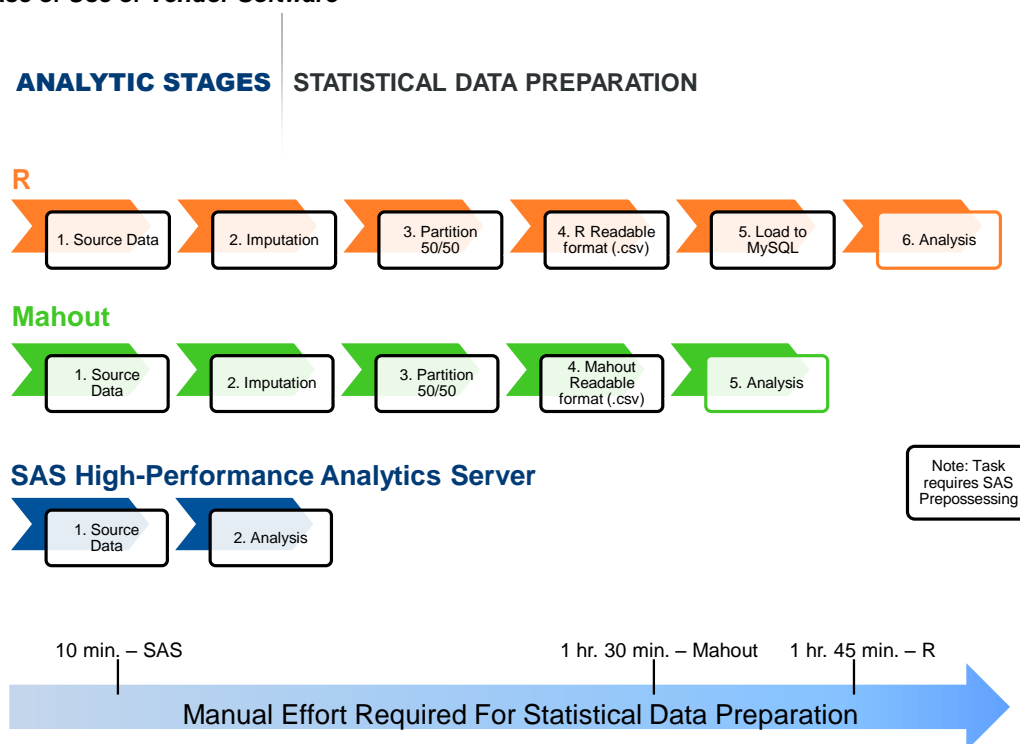 ANALYTIC STAGES
STATISTICAL DATA PREPARATION
R
1. Source Data
2. Imputation
3. Partition
50/50
4. R Readable
format (.csv)
5. Load to
MySQL
6. Analysis
Mahout
1. Source
Data
2. Imputation
3. Partition
50/50
4. Mahout
Readable
format (.csv)
5. Analysis
SAS High-Performance Analytics Server
Note: Task
requires SAS
Prepossessing
1. Source
Data
2. Analysis
10 min. – SAS
1 hr. 30 min. – Mahout
1 hr. 45 min. – R
Manual Effort Required For Statistical Data Preparation